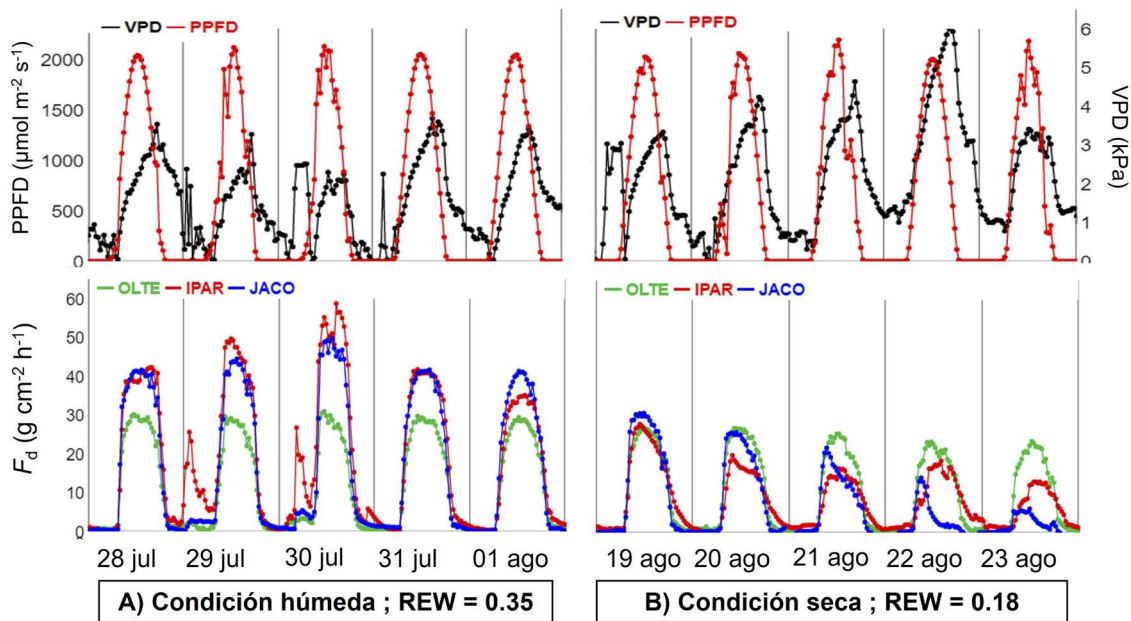 VPD PPFD
VPD PPFD
PPFD (µmol m⁻² s⁻¹)
2000
1500
1000
500
0
6
5
4
3
2
1
0
VPD (kPa)
OLTE IPAR JACO
OLTE IPAR JACO
Fd (g cm⁻² h⁻¹)
60
50
40
30
20
10
0
28 jul 29 jul 30 jul 31 jul 01 ago
19 ago 20 ago 21 ago 22 ago 23 ago
A) Condición húmeda ; REW = 0.35
B) Condición seca ; REW = 0.18